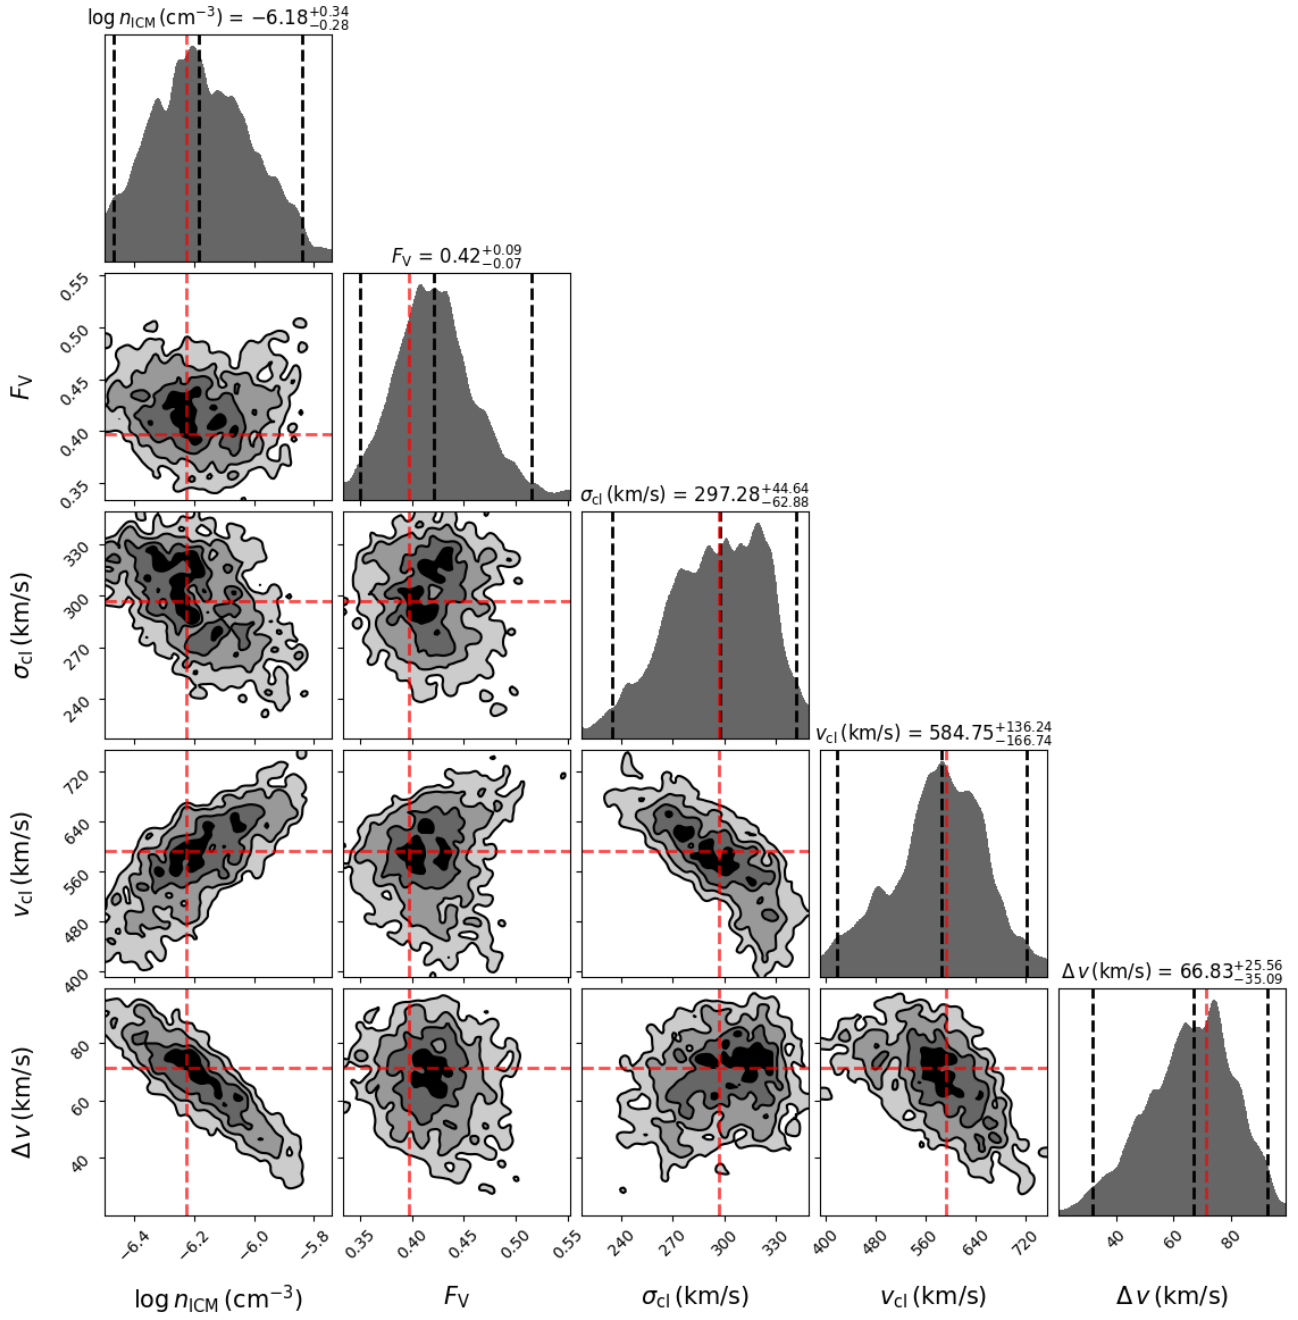 log n_ICM (cm⁻³) = −6.18 +0.34 −0.28
F_V = 0.42 +0.09 −0.07
0.55
0.50
0.45
0.40
0.35
F_V
σ_cl (km/s) = 297.28 +44.64 −62.88
330
300
270
240
σ_cl (km/s)
v_cl (km/s) = 584.75 +136.24 −166.74
720
640
560
480
400
v_cl (km/s)
Δ v (km/s) = 66.83 +25.56 −35.09
80
60
40
Δ v (km/s)
−6.4 −6.2 −6.0 −5.8 0.35 0.40 0.45 0.50 0.55 240 270 300 330 400 480 560 640 720 40 60 80
log n_ICM (cm⁻³) F_V σ_cl (km/s) v_cl (km/s) Δ v (km/s)